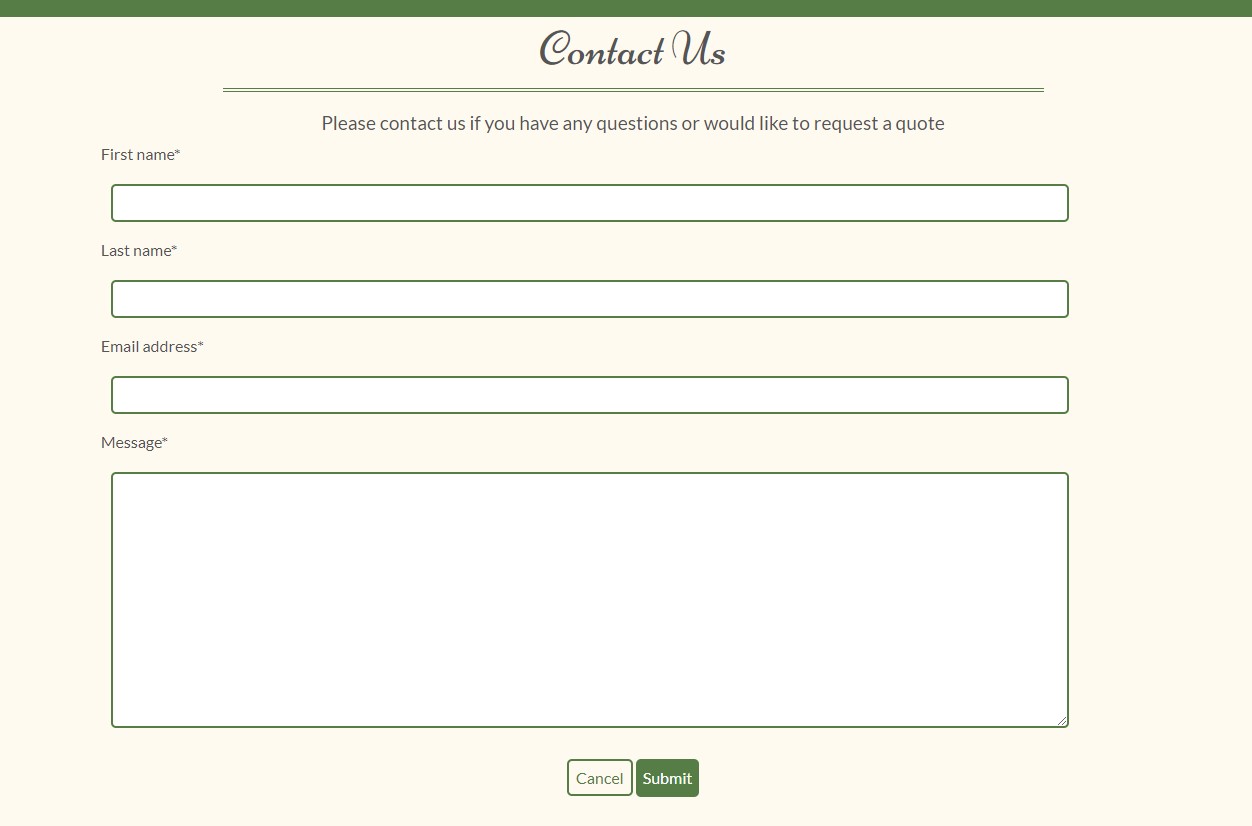 Contact Us
Please contact us if you have any questions or would like to request a quote
First name*
Last name*
Email address*
Message*
Cancel Submit